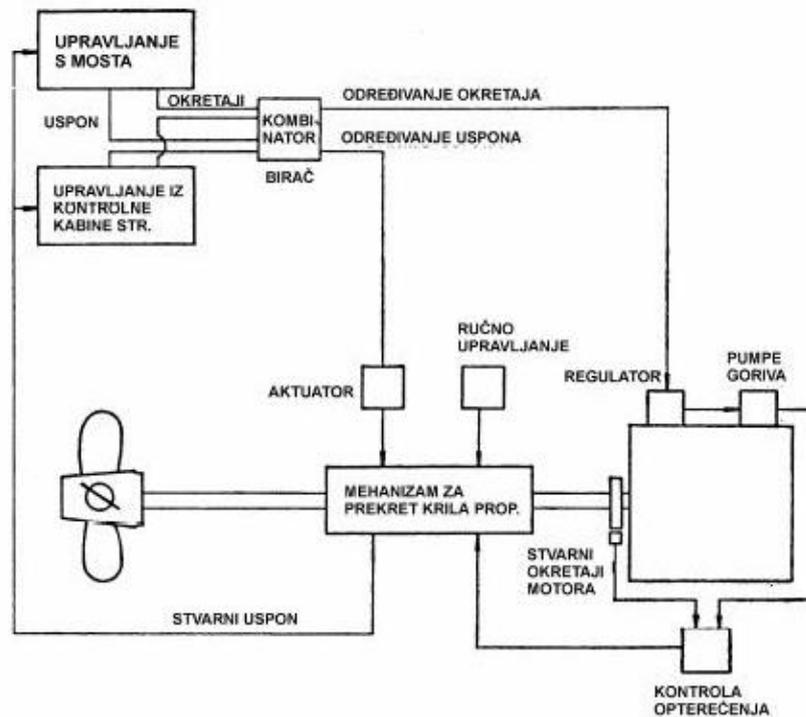 UPRAVLJANJE
S MOSTA
OKRETAJI
USPON
KOMBI-
NATOR
BIRAČ
ODREĐIVANJE OKRETAJA
ODREĐIVANJE USPONA
UPRAVLJANJE IZ
KONTROLNE
KABINE STR.
RUČNO
UPRAVLJANJE
AKTUATOR
REGULATOR
PUMPE
GORIVA
MEHANIZAM ZA
PREKRET KRILA PROP.
STVARNI
OKRETAJI
MOTORA
STVARNI USPON
KONTROLA
OPTEREĆENJA